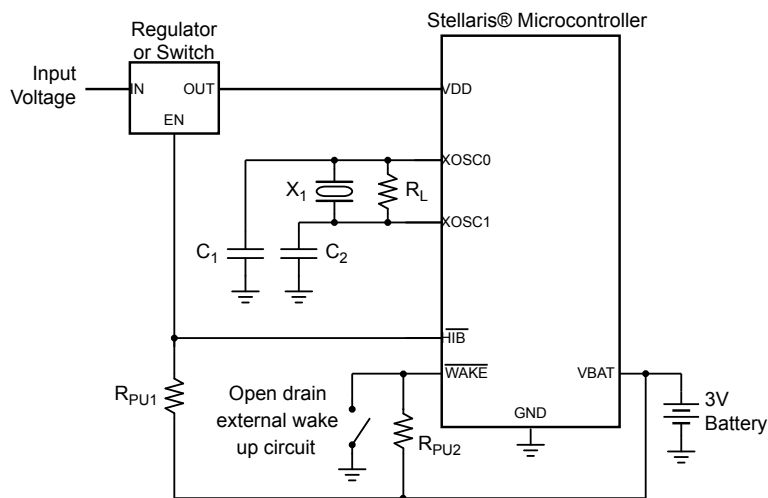 Stellaris® Microcontroller
Regulator
or Switch
Input
Voltage
IN OUT
EN
VDD
XOSC0
X1
RL
XOSC1
C1
C2
HIB
WAKE
VBAT
RPU1
Open drain
external wake
up circuit
RPU2
GND
3V
Battery